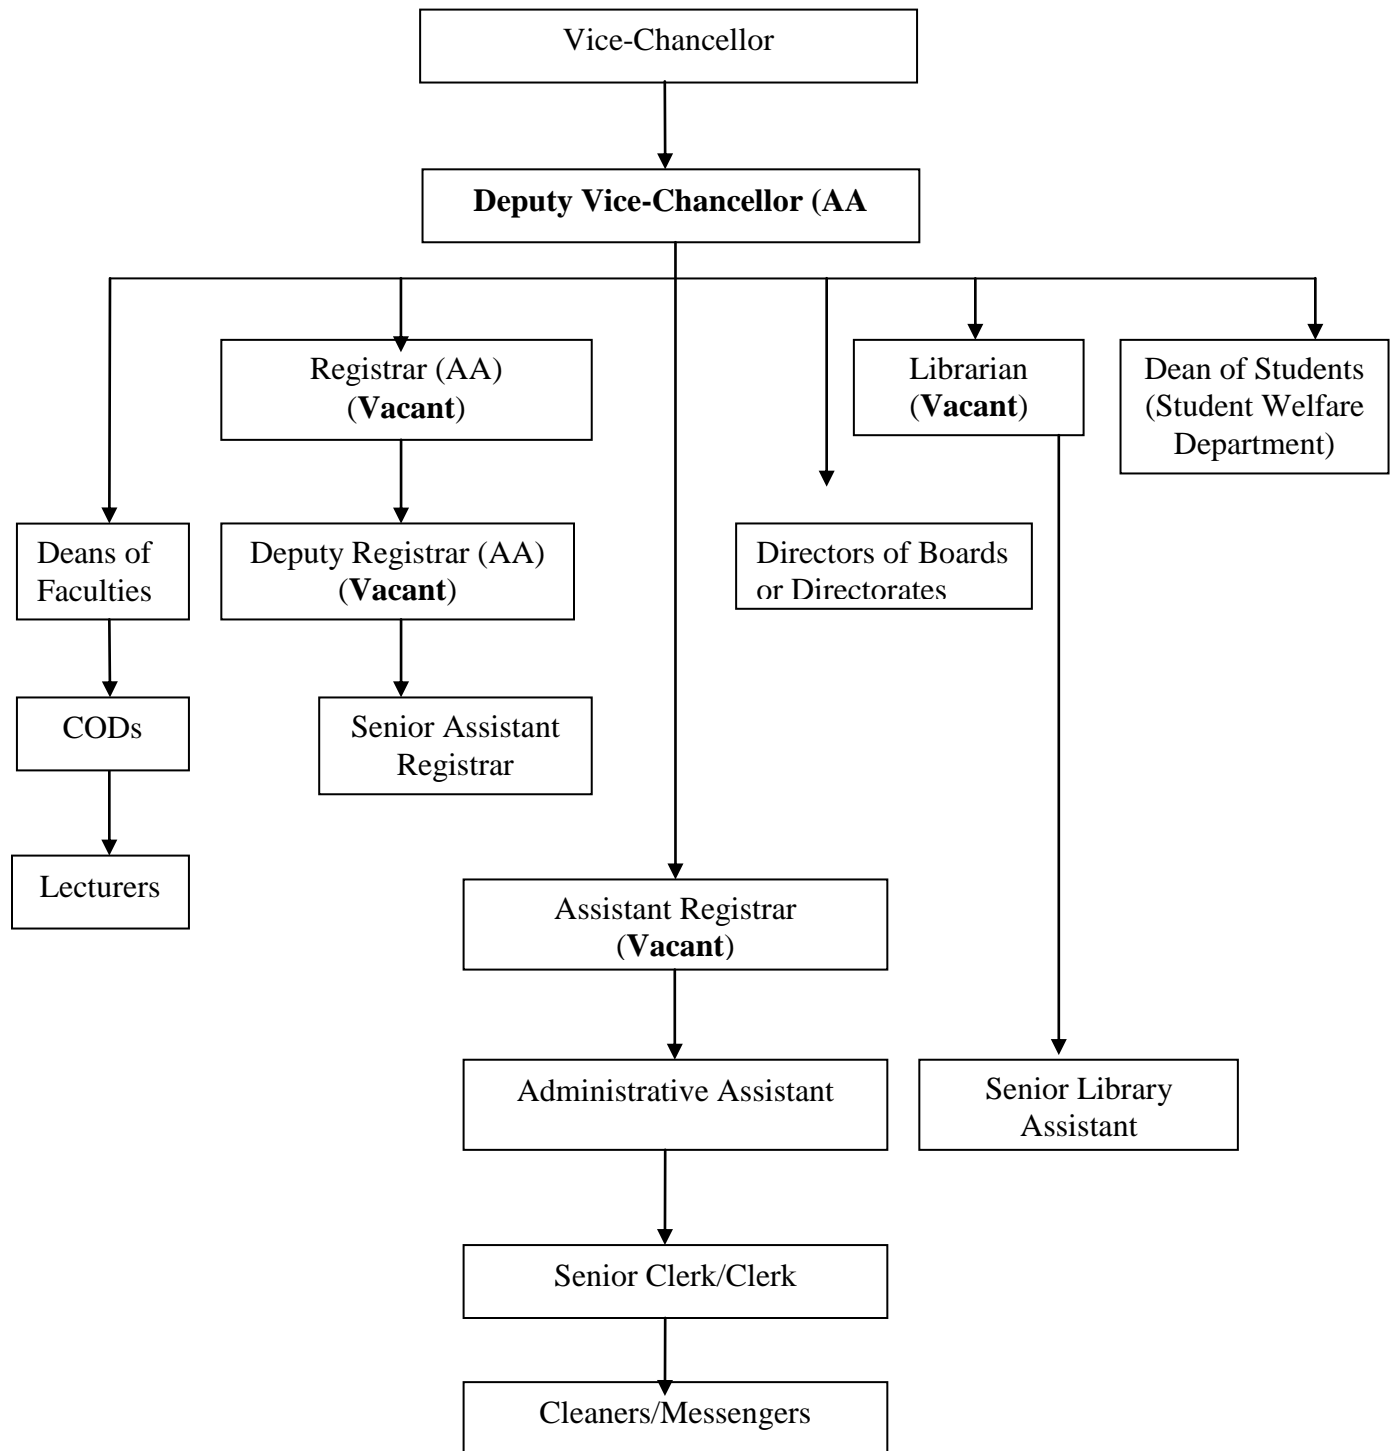 Vice-Chancellor
Deputy Vice-Chancellor (AA
Registrar (AA)
(Vacant)
Librarian
(Vacant)
Dean of Students
(Student Welfare
Department)
Deans of
Faculties
Deputy Registrar (AA)
(Vacant)
Directors of Boards
or Directorates
CODs
Senior Assistant
Registrar
Lecturers
Assistant Registrar
(Vacant)
Administrative Assistant
Senior Library
Assistant
Senior Clerk/Clerk
Cleaners/Messengers